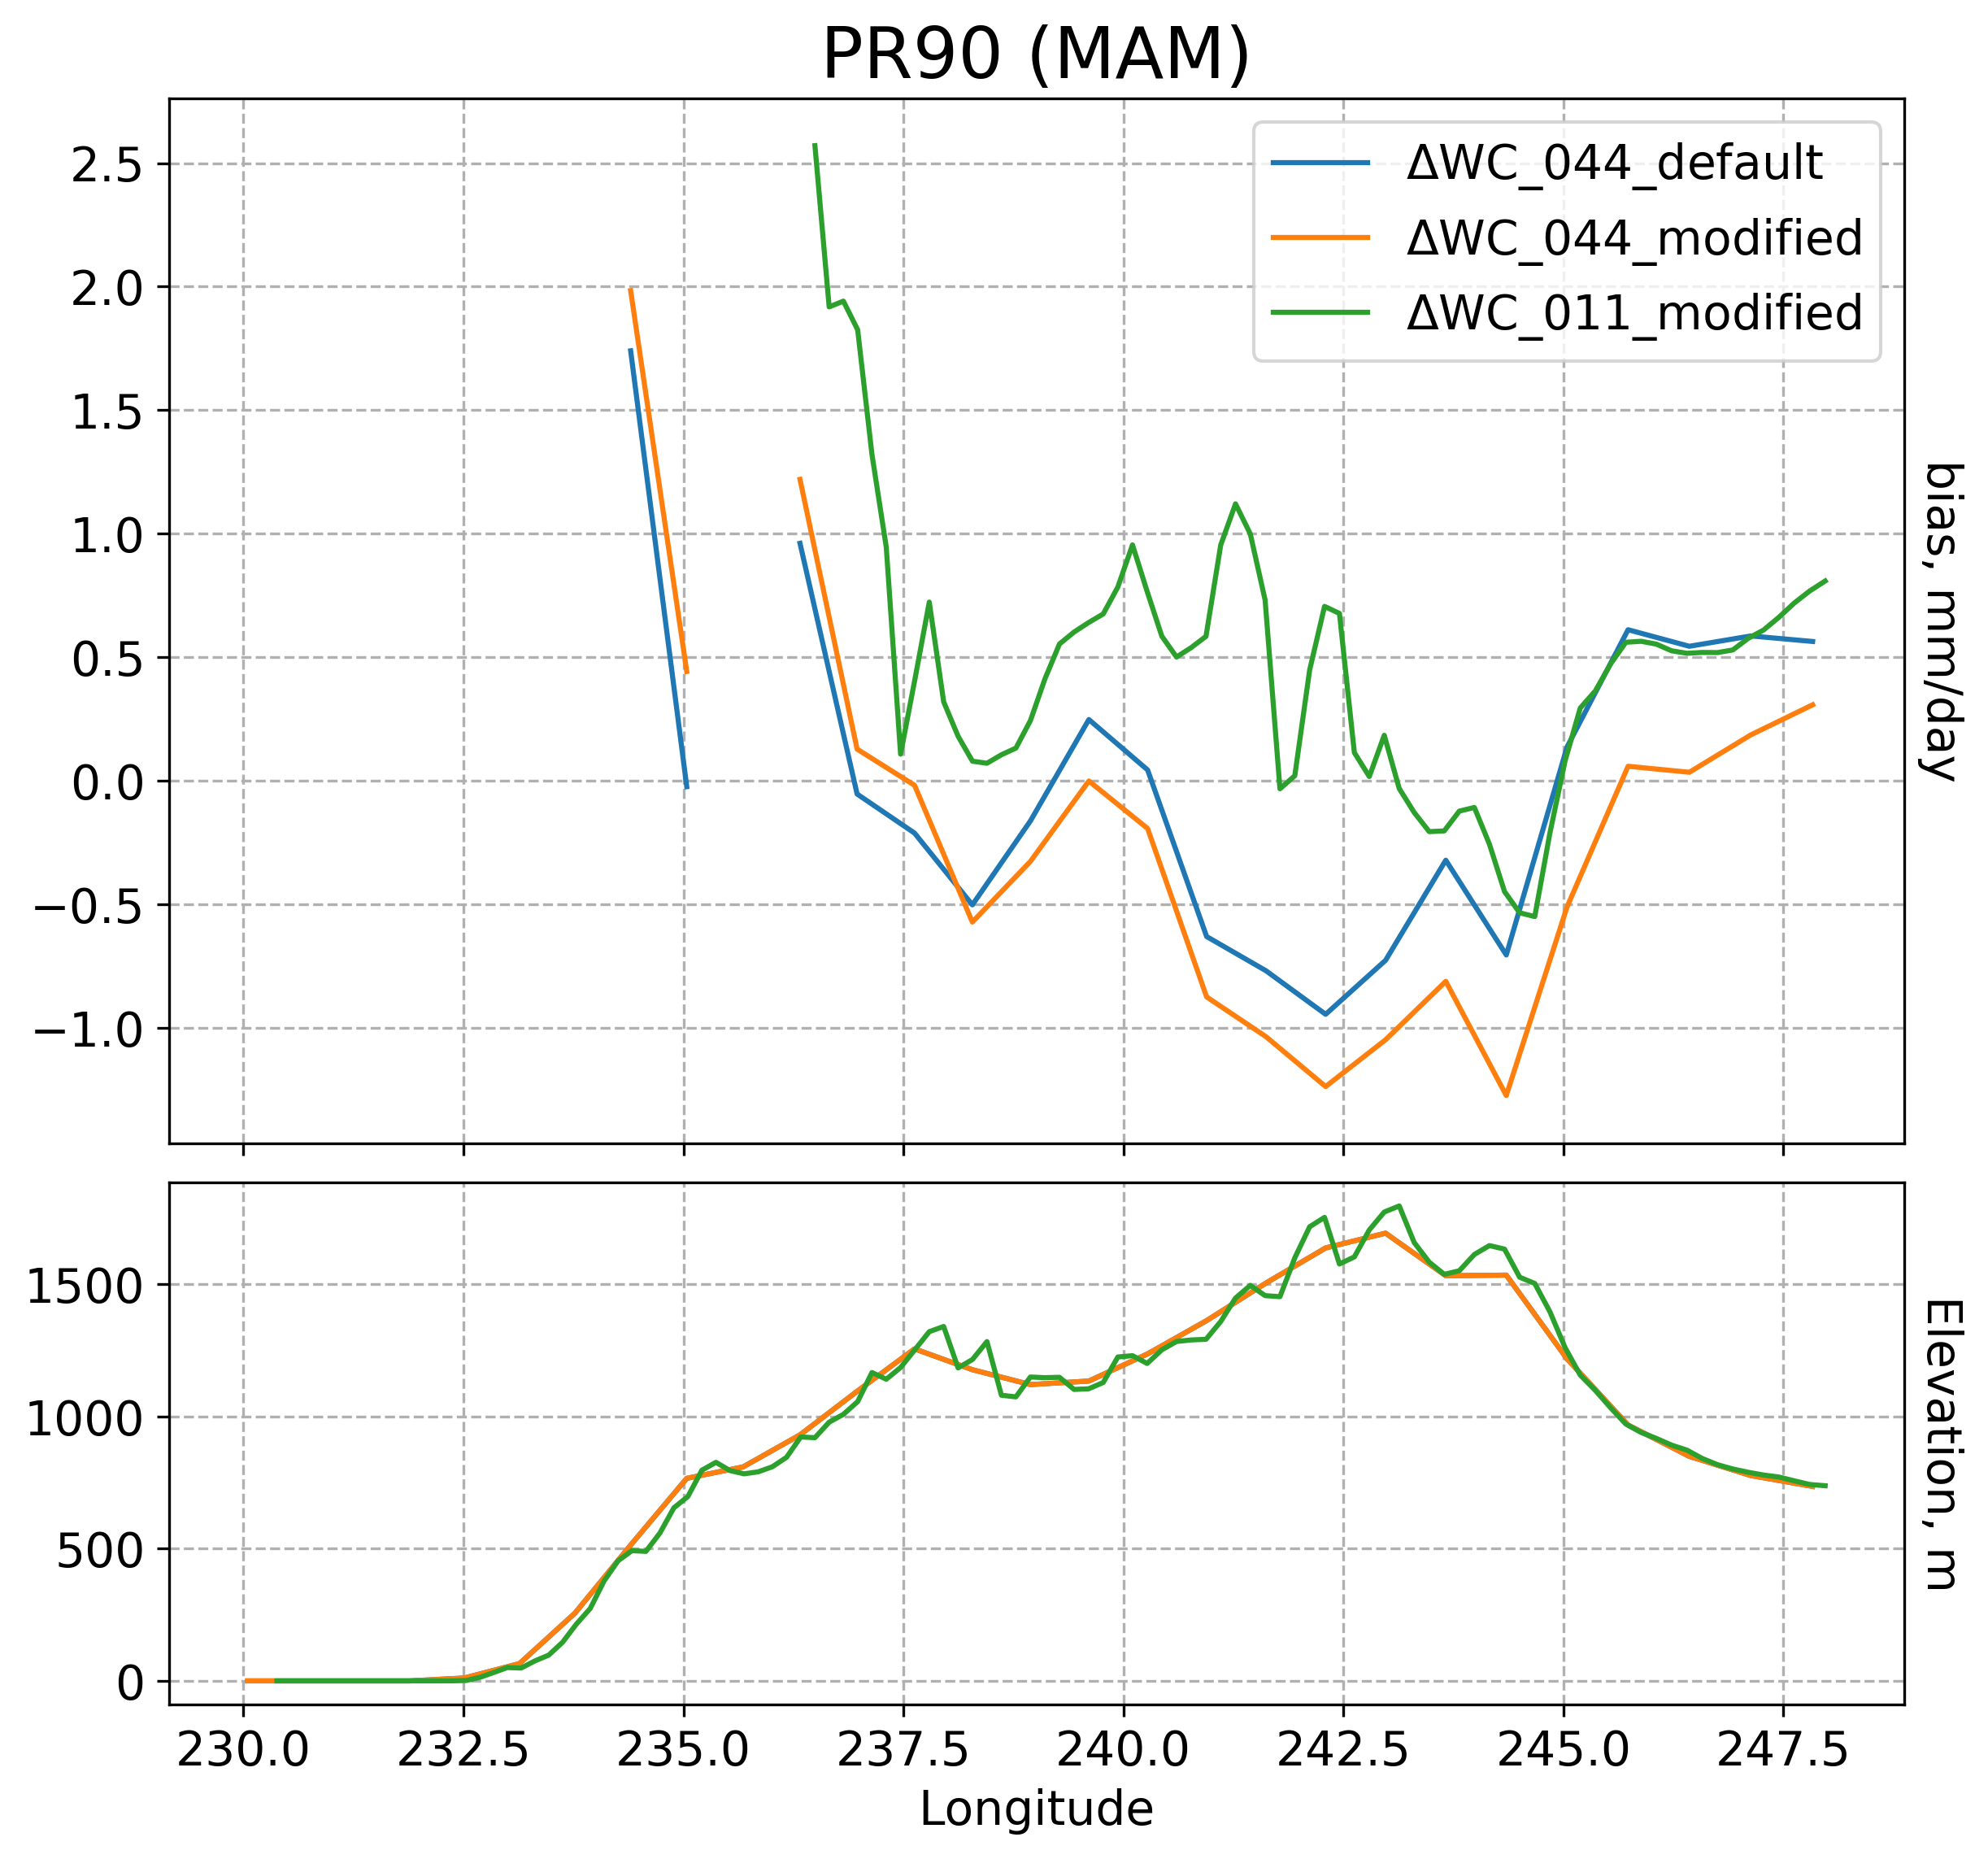 PR90 (MAM)
2.5
2.0
1.5
1.0
0.5
0.0
−0.5
−1.0
ΔWC_044_default
ΔWC_044_modified
ΔWC_011_modified
bias, mm/day
1500
1000
500
0
Elevation, m
230.0 232.5 235.0 237.5 240.0 242.5 245.0 247.5
Longitude